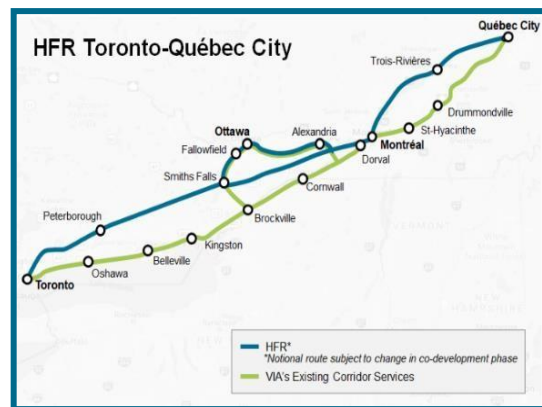 HFR Toronto-Québec City
Québec City
Trois-Rivières
Drummondville
St-Hyacinthe
Montréal
Dorval
Ottawa
Alexandria
Fallowfield
Smiths Falls
Cornwall
Brockville
Peterborough
Kingston
Belleville
Oshawa
Toronto
HFR*
*Notional route subject to change in co-development phase
VIA's Existing Corridor Services
VERMONT